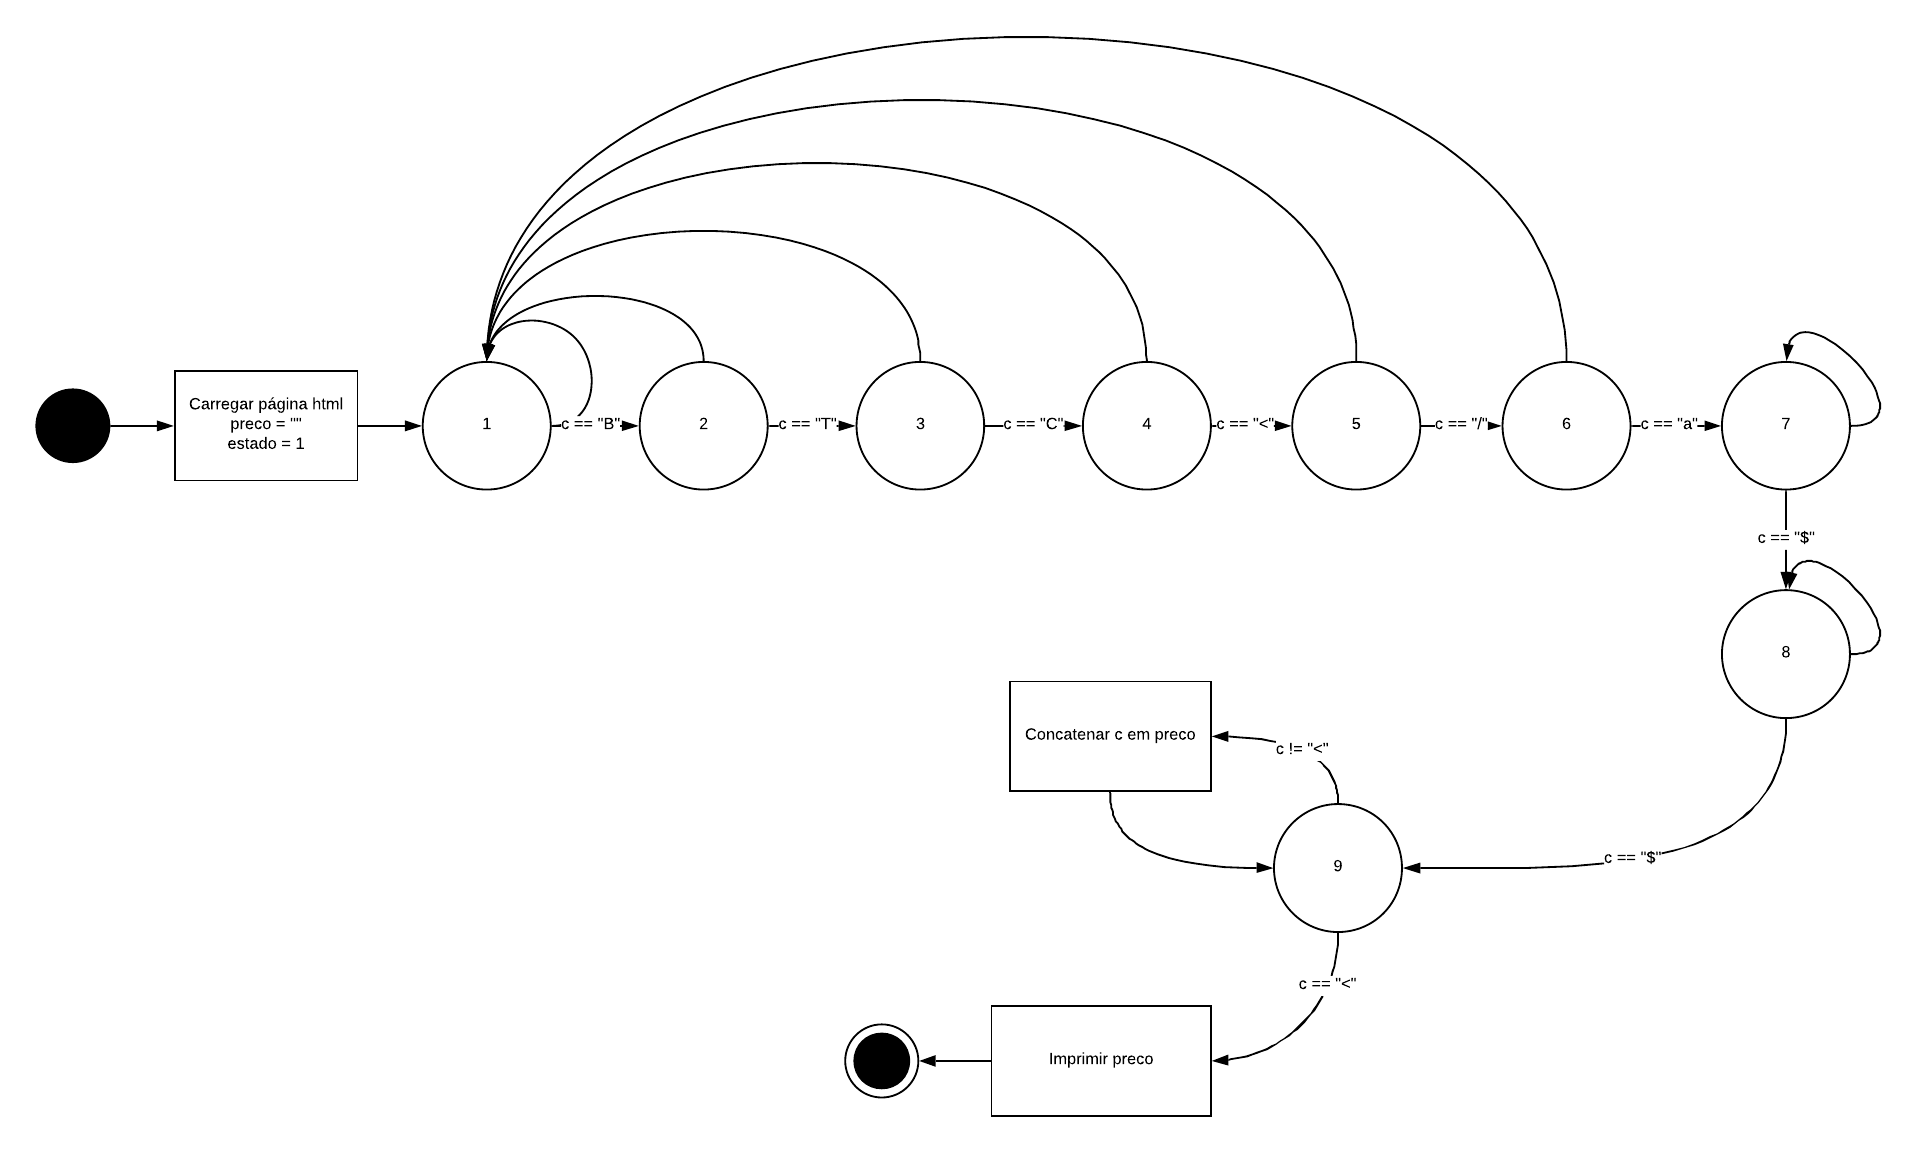 Carregar página html
preco = ""
estado = 1
1
c == "B"
2
c == "T"
3
c == "C"
4
c == "<"
5
c == "/"
6
c == "a"
7
c == "$"
8
c == "$"
9
c != "<"
Concatenar c em preco
c == "<"
Imprimir preco